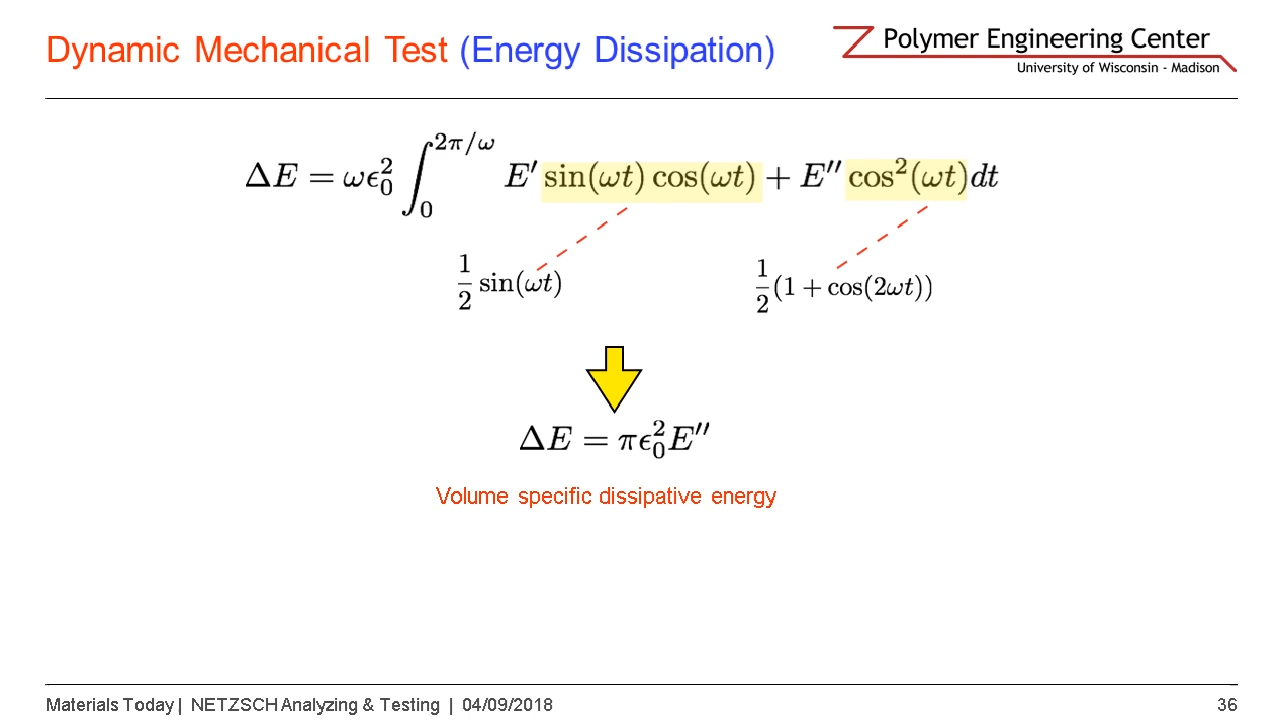 Dynamic Mechanical Test (Energy Dissipation)
Polymer Engineering Center
University of Wisconsin - Madison
ΔE = ωϵ₀² ∫₀^{2π/ω} E′ sin(ωt) cos(ωt) + E″ cos²(ωt)dt
1/2 sin(ωt)
1/2 (1 + cos(2ωt))
ΔE = πϵ₀²E″
Volume specific dissipative energy
Materials Today | NETZSCH Analyzing & Testing | 04/09/2018
36